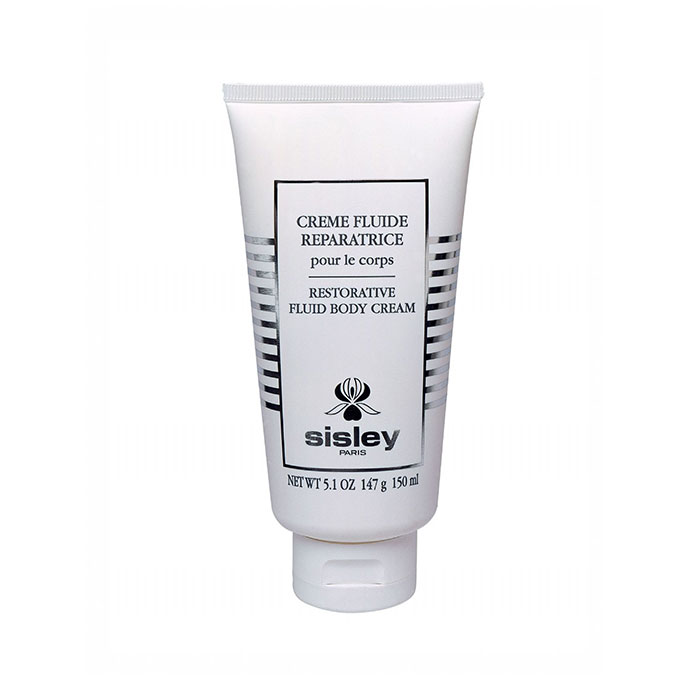 CREME FLUIDE
REPARATRICE
pour le corps
RESTORATIVE
FLUID BODY CREAM
sisley
PARIS
NET WT 5.1 OZ 147 g 150 ml